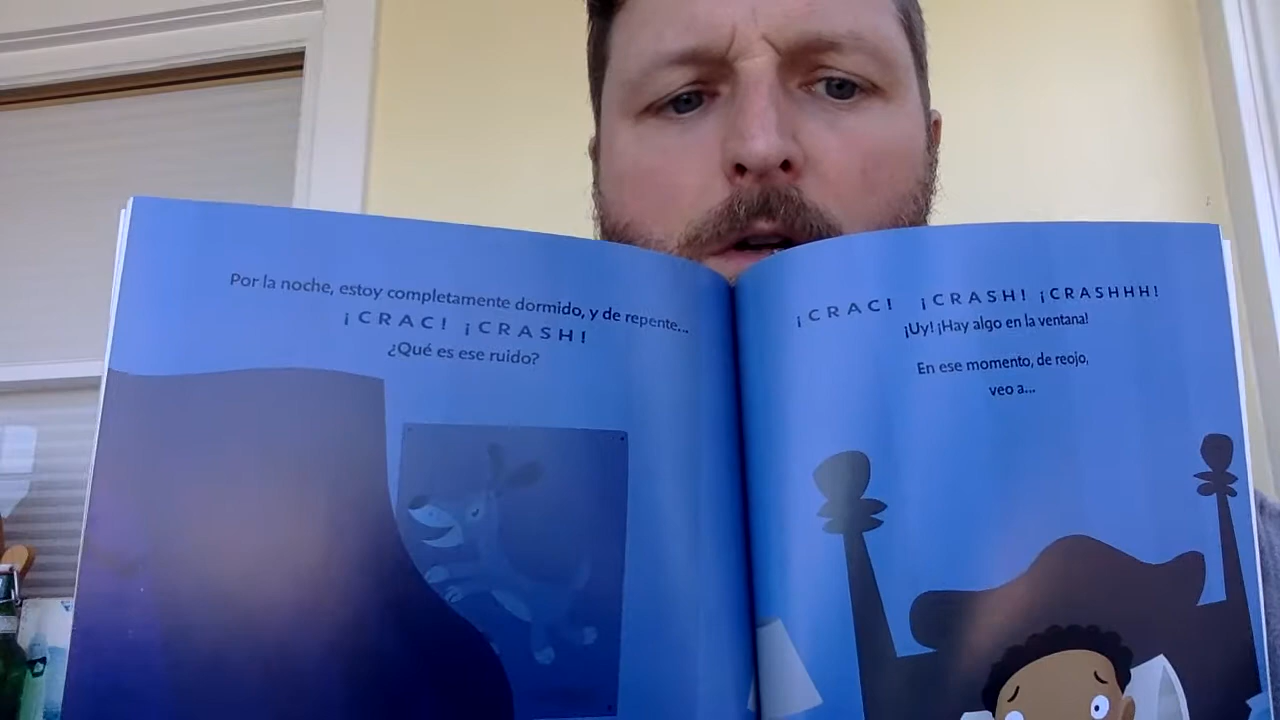 Por la noche, estoy completamente dormido, y de repente...
¡CRAC! ¡CRASH!
¿Qué es ese ruido?
¡CRAC! ¡CRASH! ¡CRASHHH!
¡Uy! ¡Hay algo en la ventana!
En ese momento, de reojo,
veo a...